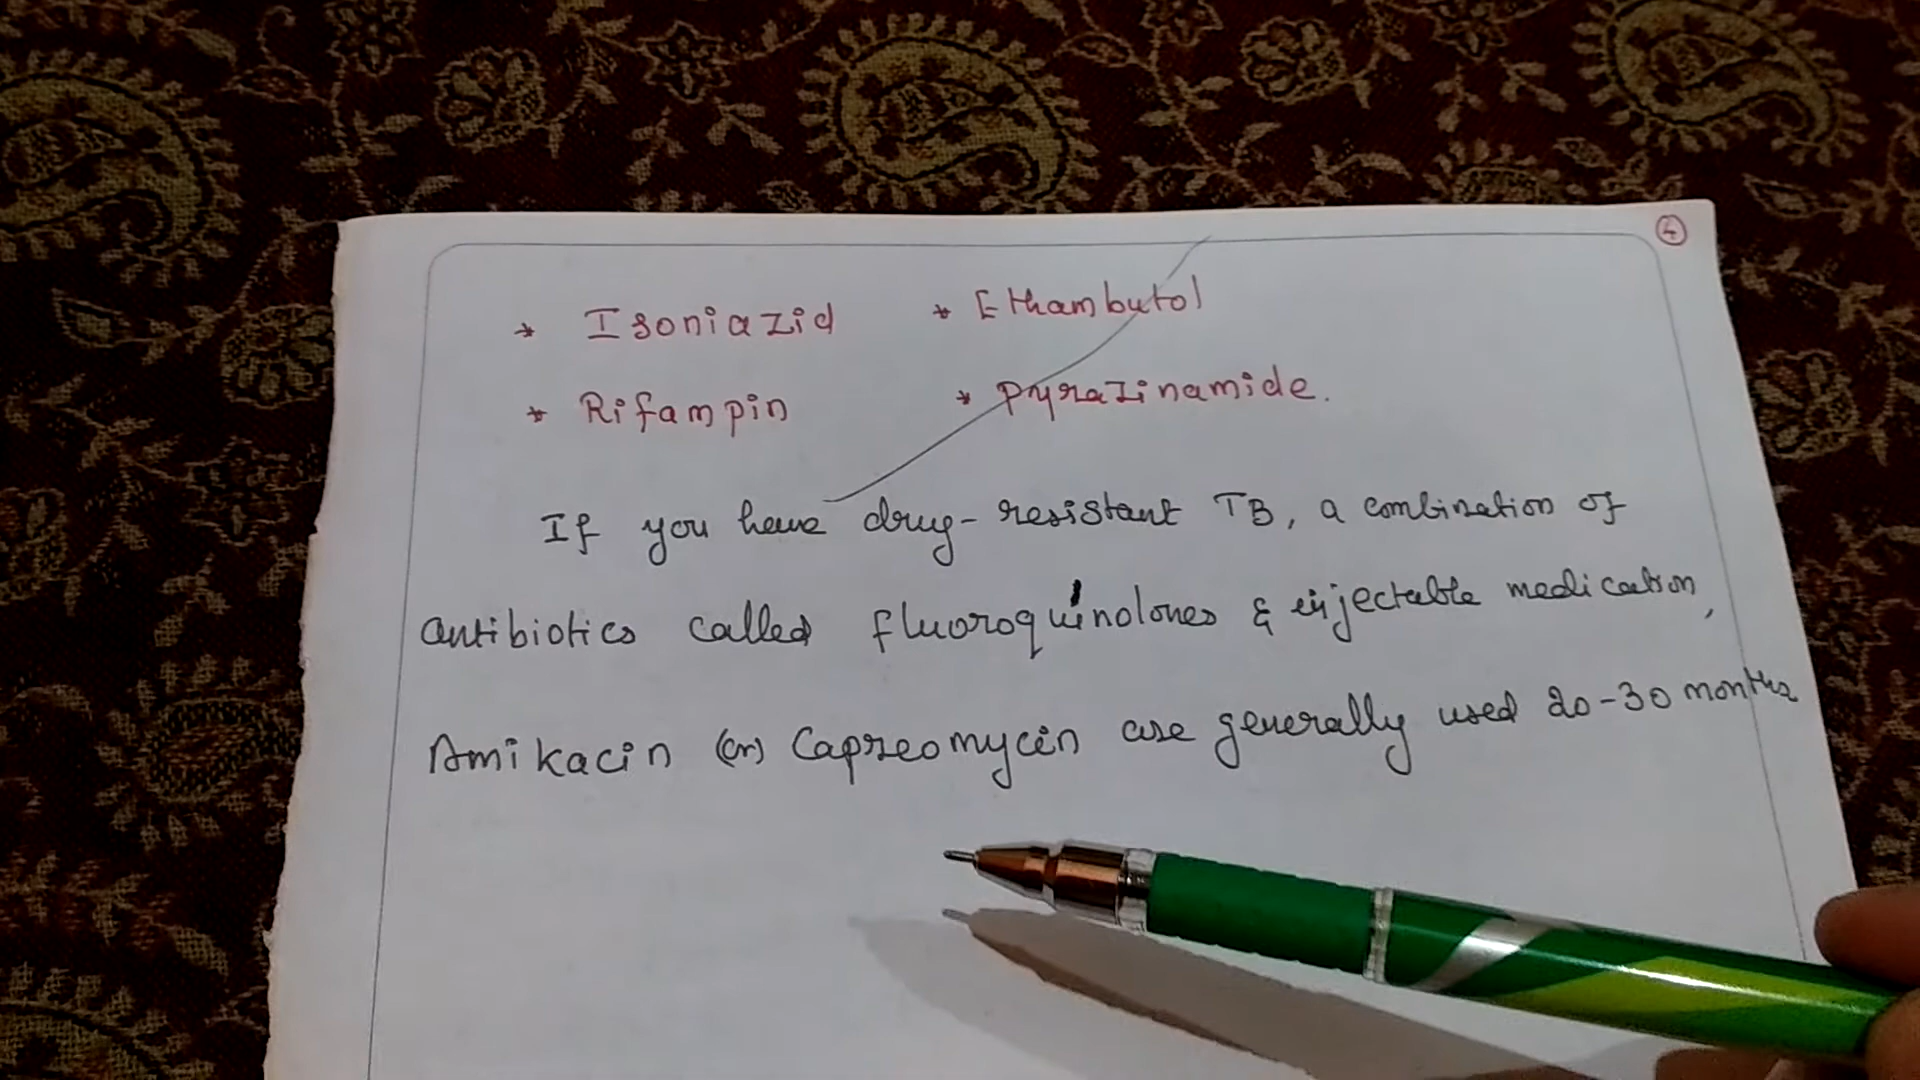 4
* Isoniazid * Ethambutol
* Rifampin * Pyrazinamide.
If you have drug-resistant TB, a combination of
antibiotics called fluoroquinolones & injectable medication,
Amikacin (or) Capreomycin are generally used 20-30 months